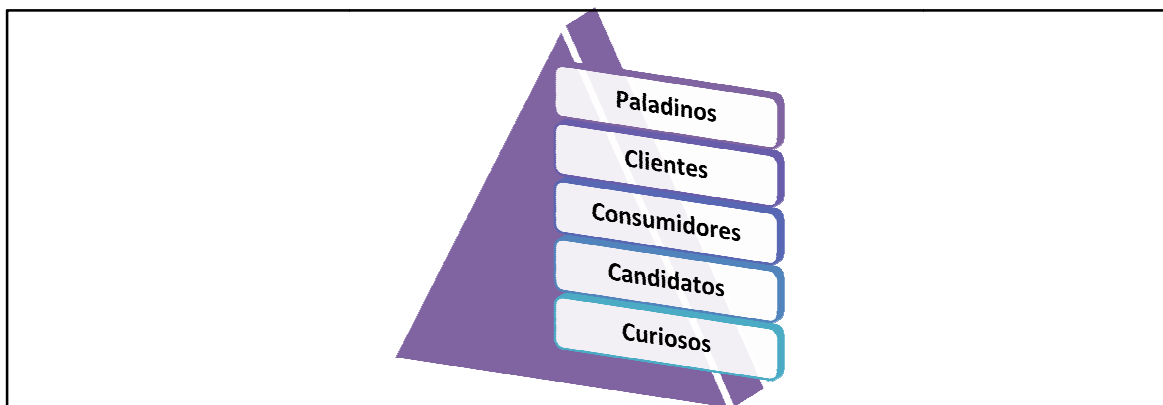 Paladinos
Clientes
Consumidores
Candidatos
Curiosos